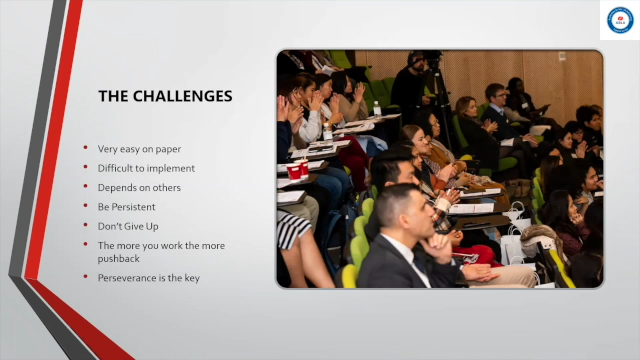 THE CHALLENGES
Very easy on paper
Difficult to implement
Depends on others
Be Persistent
Don't Give Up
The more you work the more
pushback
Perseverance is the key